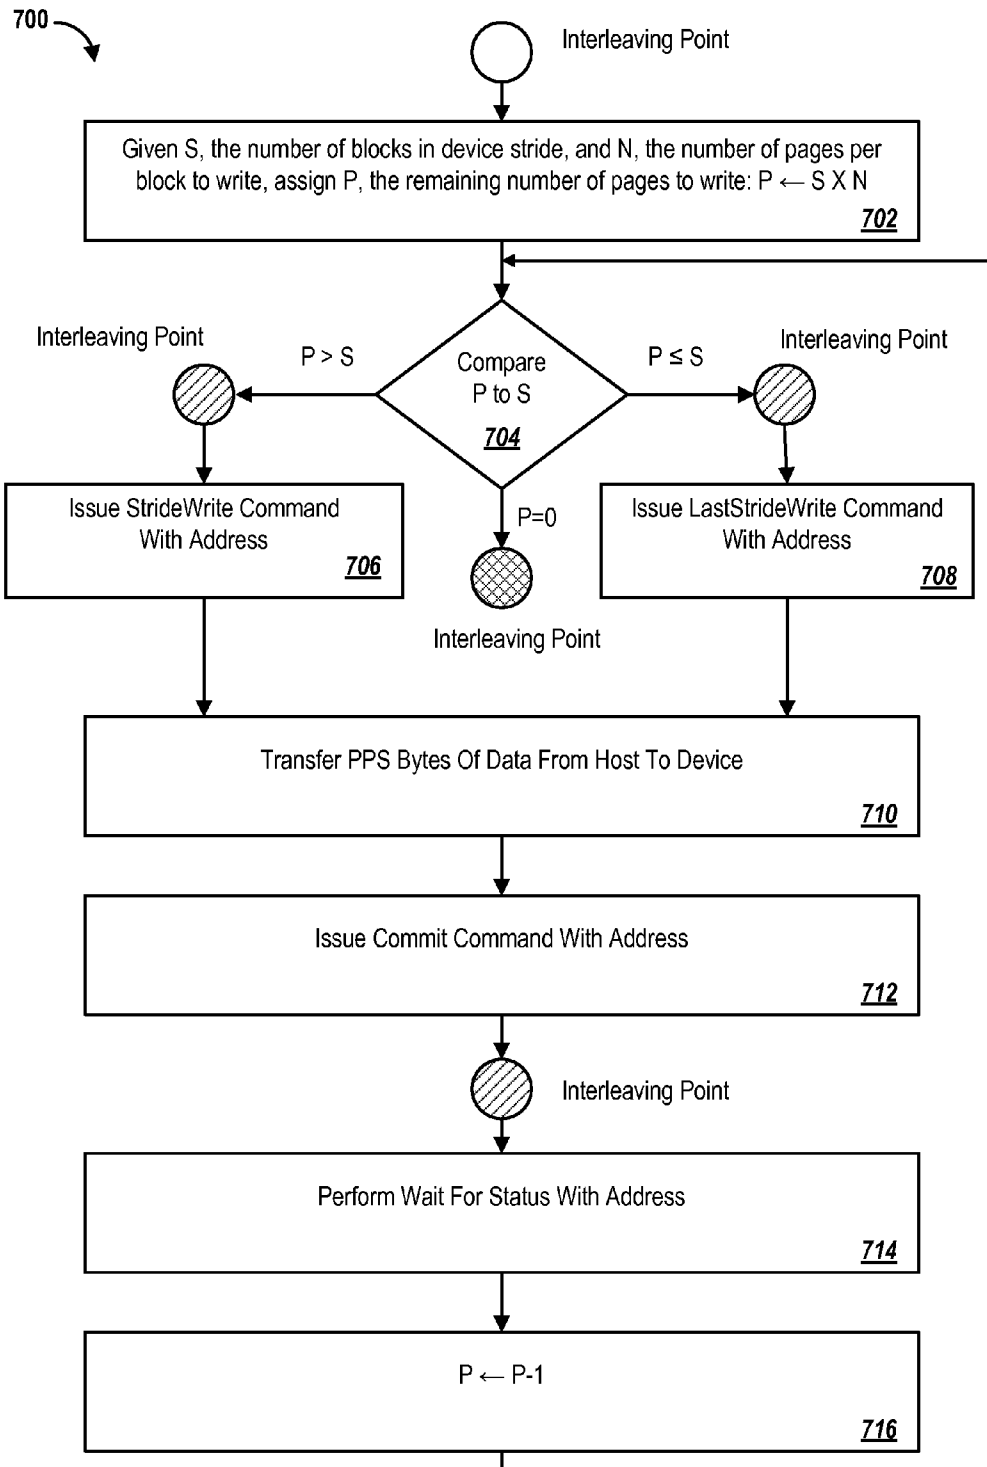 700
Interleaving Point
Given S, the number of blocks in device stride, and N, the number of pages per
block to write, assign P, the remaining number of pages to write: P ← S X N
702
Interleaving Point
P > S
Compare
P to S
704
P ≤ S
Interleaving Point
Issue StrideWrite Command
With Address
706
P=0
Issue LastStrideWrite Command
With Address
708
Interleaving Point
Transfer PPS Bytes Of Data From Host To Device
710
Issue Commit Command With Address
712
Interleaving Point
Perform Wait For Status With Address
714
P ← P-1
716